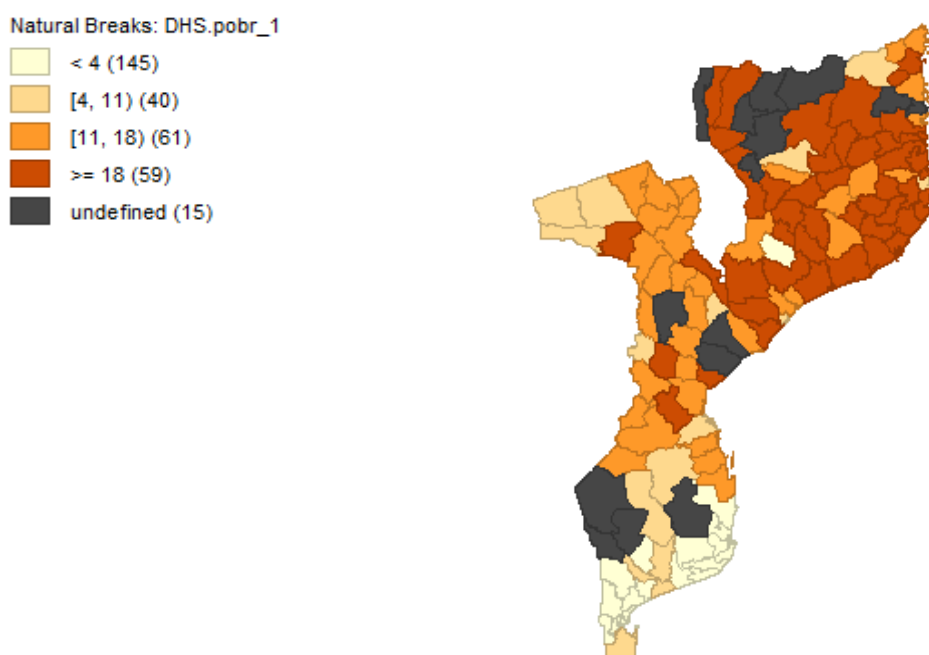 Natural Breaks: DHS.pobr_1
< 4 (145)
[4, 11) (40)
[11, 18) (61)
>= 18 (59)
undefined (15)